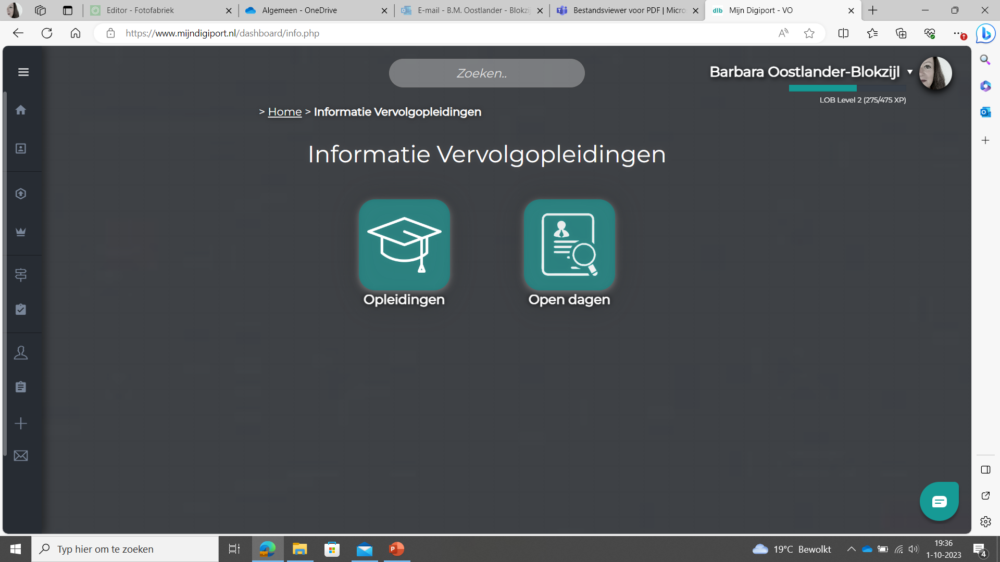 Editor - Fotofabriek
Algemeen - OneDrive
E-mail - B.M. Oostlander - Blokzij
Bestandsviewer voor PDF | Micro
dlb Mijn Digiport - VO
https://www.mijndigiport.nl/dashboard/info.php
Zoeken..
Barbara Oostlander-Blokzijl
LOB Level 2 (275/475 XP)
> Home > Informatie Vervolgopleidingen
Informatie Vervolgopleidingen
Opleidingen
Open dagen
Typ hier om te zoeken
19°C Bewolkt
19:36
1-10-2023
4